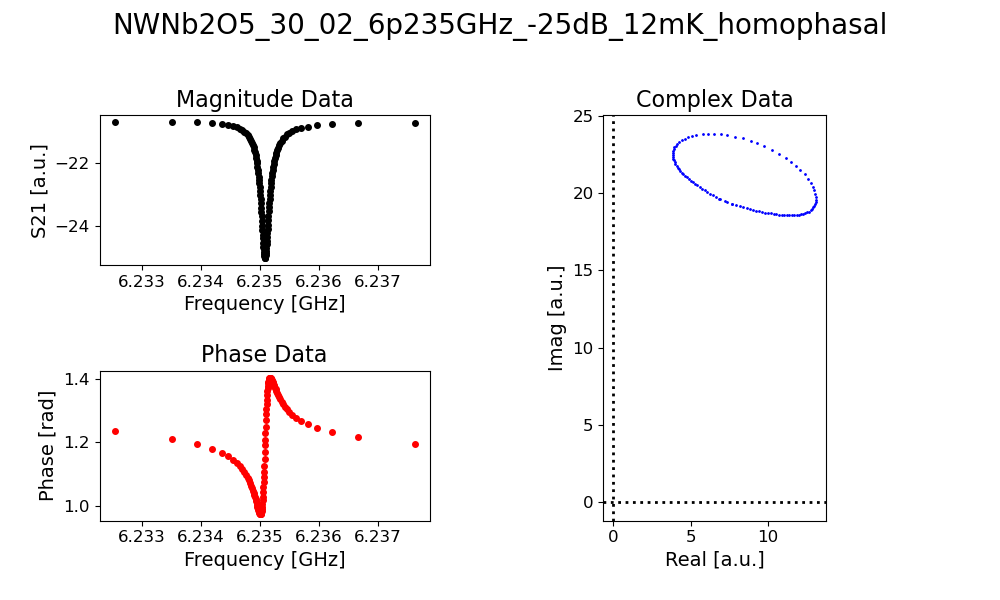 NWNb2O5_30_02_6p235GHz_-25dB_12mK_homophasal
Magnitude Data
S21 [a.u.]
−22
−24
6.233 6.234 6.235 6.236 6.237
Frequency [GHz]
Phase Data
Phase [rad]
1.4
1.2
1.0
6.233 6.234 6.235 6.236 6.237
Frequency [GHz]
Complex Data
Imag [a.u.]
25
20
15
10
5
0
0 5 10
Real [a.u.]